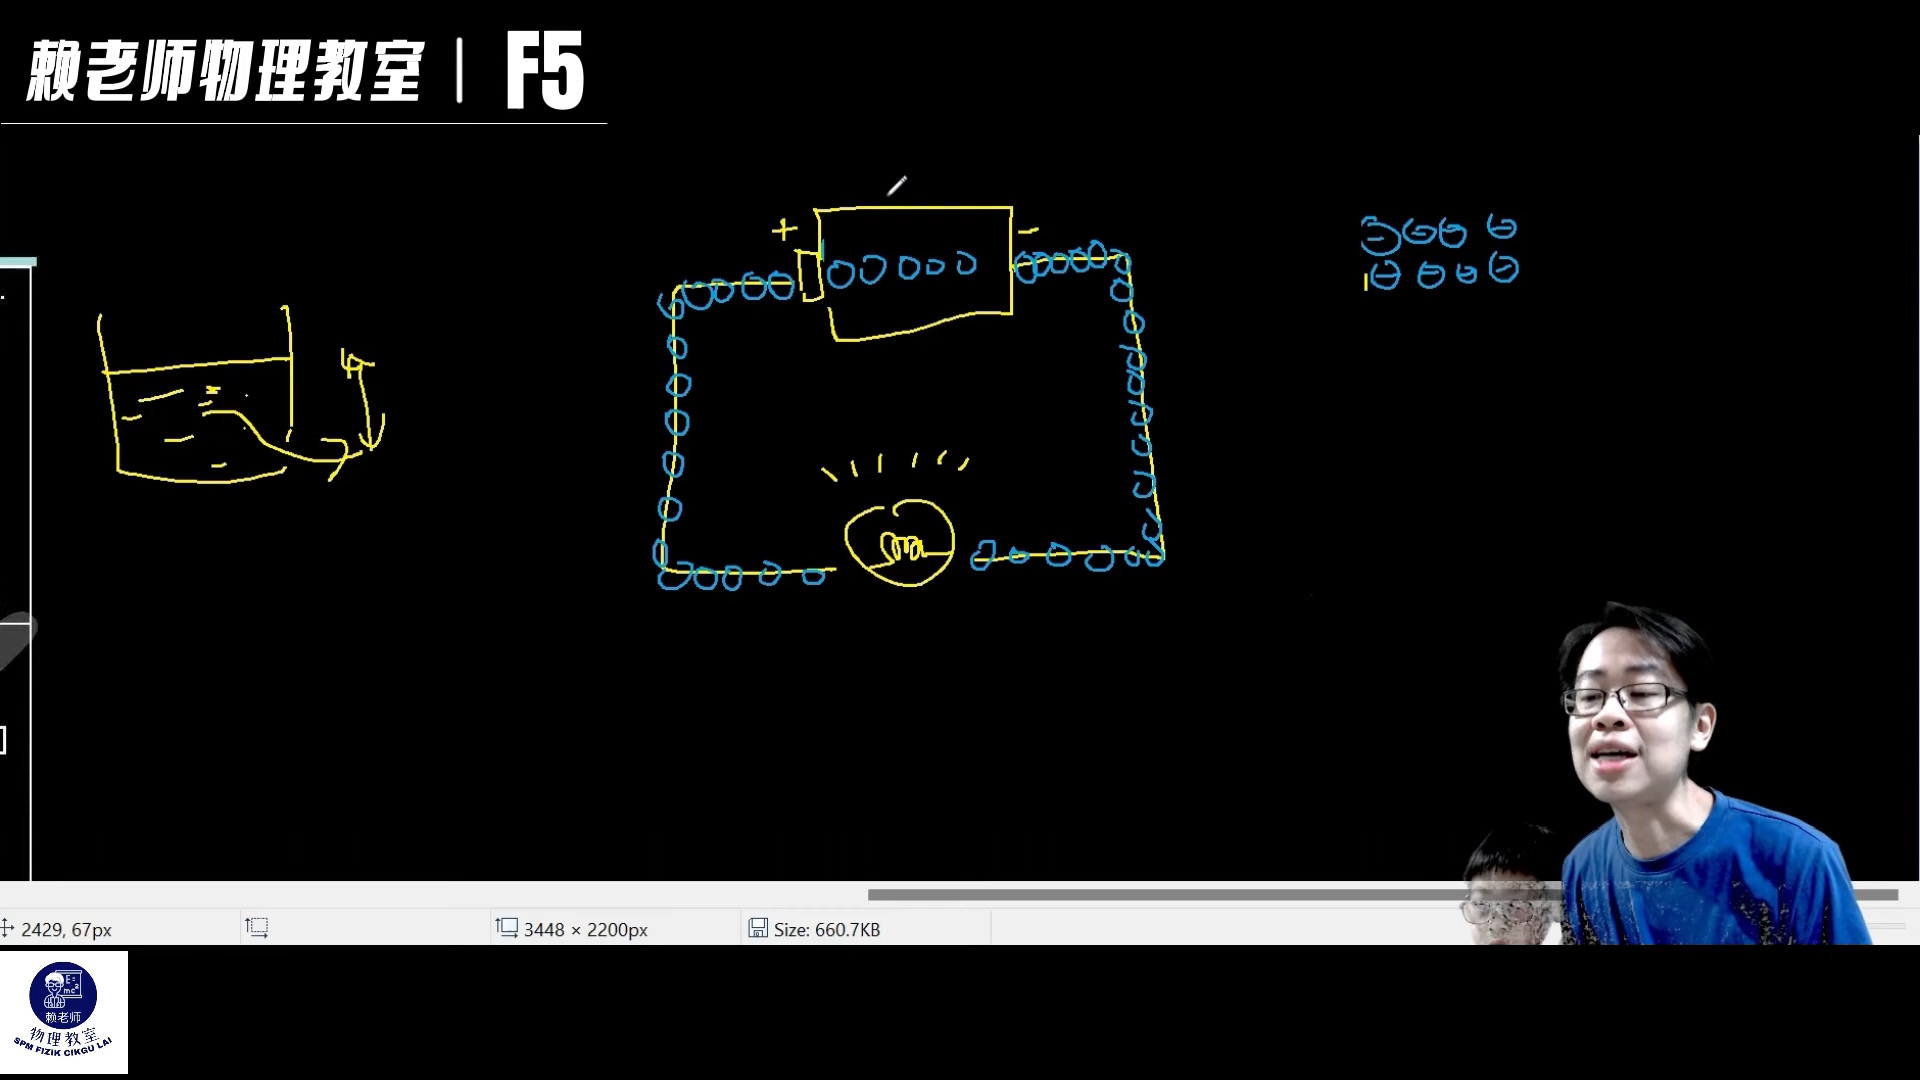 赖老师物理教室 | F5
+ −
2429, 67px
3448 × 2200px
Size: 660.7KB
E=
mc²
赖老师
物理教室
SPM FIZIK CIKGU LAI